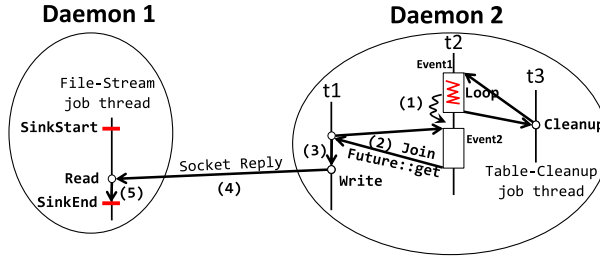 Daemon 1
Daemon 2
File-Stream
job thread
SinkStart
Read
(5)
SinkEnd
Socket Reply
(4)
t1
t2
t3
Event1
Loop
(1)
Cleanup
(2) Join
Event2
(3)
Future::get
Write
Table-Cleanup
job thread